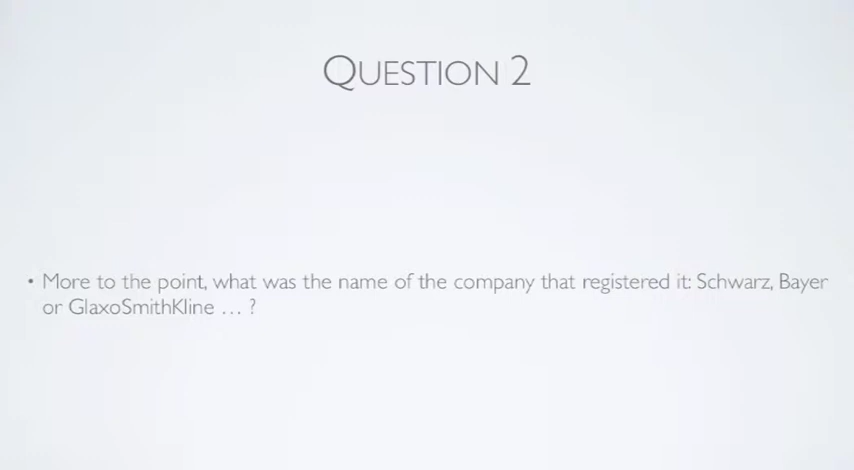 QUESTION 2
• More to the point, what was the name of the company that registered it: Schwarz, Bayer
or GlaxoSmithKline … ?